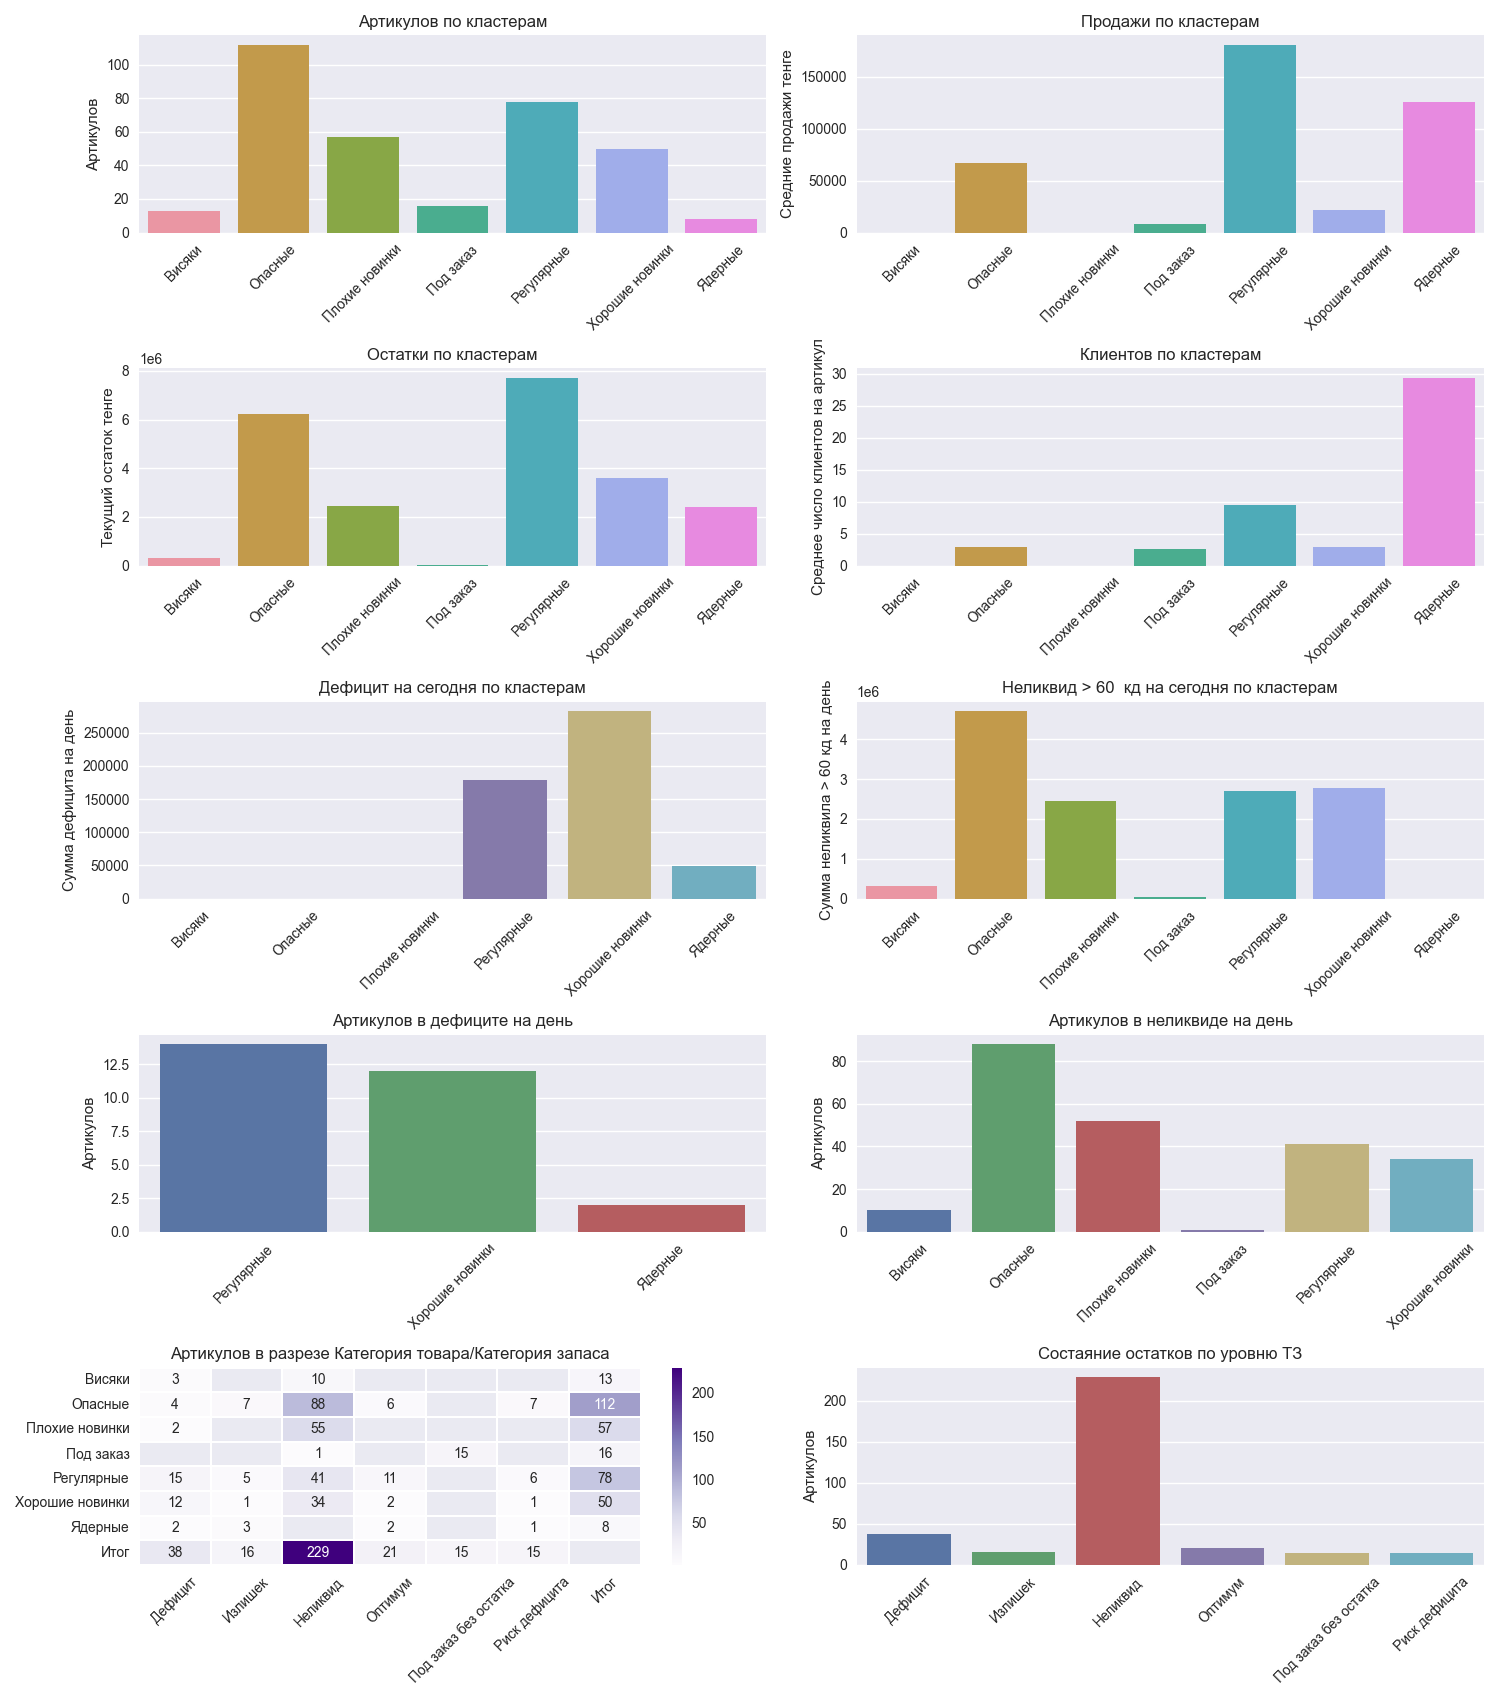 Артикулов по кластерам
Артикулов
100
80
60
40
20
0
Висяки
Опасные
Плохие новинки
Под заказ
Регулярные
Хорошие новинки
Ядерные
Продажи по кластерам
Средние продажи тенге
150000
100000
50000
0
Висяки
Опасные
Плохие новинки
Под заказ
Регулярные
Хорошие новинки
Ядерные
Остатки по кластерам
1e6
Текущий остаток тенге
8
6
4
2
0
Висяки
Опасные
Плохие новинки
Под заказ
Регулярные
Хорошие новинки
Ядерные
Клиентов по кластерам
Среднее число клиентов на артикул
30
25
20
15
10
5
0
Висяки
Опасные
Плохие новинки
Под заказ
Регулярные
Хорошие новинки
Ядерные
Дефицит на сегодня по кластерам
Сумма дефицита на день
250000
200000
150000
100000
50000
0
Висяки
Опасные
Плохие новинки
Регулярные
Хорошие новинки
Ядерные
Неликвид > 60 кд на сегодня по кластерам
1e6
Сумма неликвила > 60 кд на день
4
3
2
1
0
Висяки
Опасные
Плохие новинки
Под заказ
Регулярные
Хорошие новинки
Ядерные
Артикулов в дефиците на день
Артикулов
12.5
10.0
7.5
5.0
2.5
0.0
Регулярные
Хорошие новинки
Ядерные
Артикулов в неликвиде на день
Артикулов
80
60
40
20
0
Висяки
Опасные
Плохие новинки
Под заказ
Регулярные
Хорошие новинки
Артикулов в разрезе Категория товара/Категория запаса
Висяки 3 10 13
Опасные 4 7 88 6 7 112
Плохие новинки 2 55 57
Под заказ 1 15 16
Регулярные 15 5 41 11 6 78
Хорошие новинки 12 1 34 2 1 50
Ядерные 2 3 2 1 8
Итог 38 16 229 21 15 15
Дефицит
Излишек
Неликвид
Оптимум
Под заказ без остатка
Риск дефицита
Итог
200
150
100
50
Состаяние остатков по уровню ТЗ
Артикулов
200
150
100
50
0
Дефицит
Излишек
Неликвид
Оптимум
Под заказ без остатка
Риск дефицита